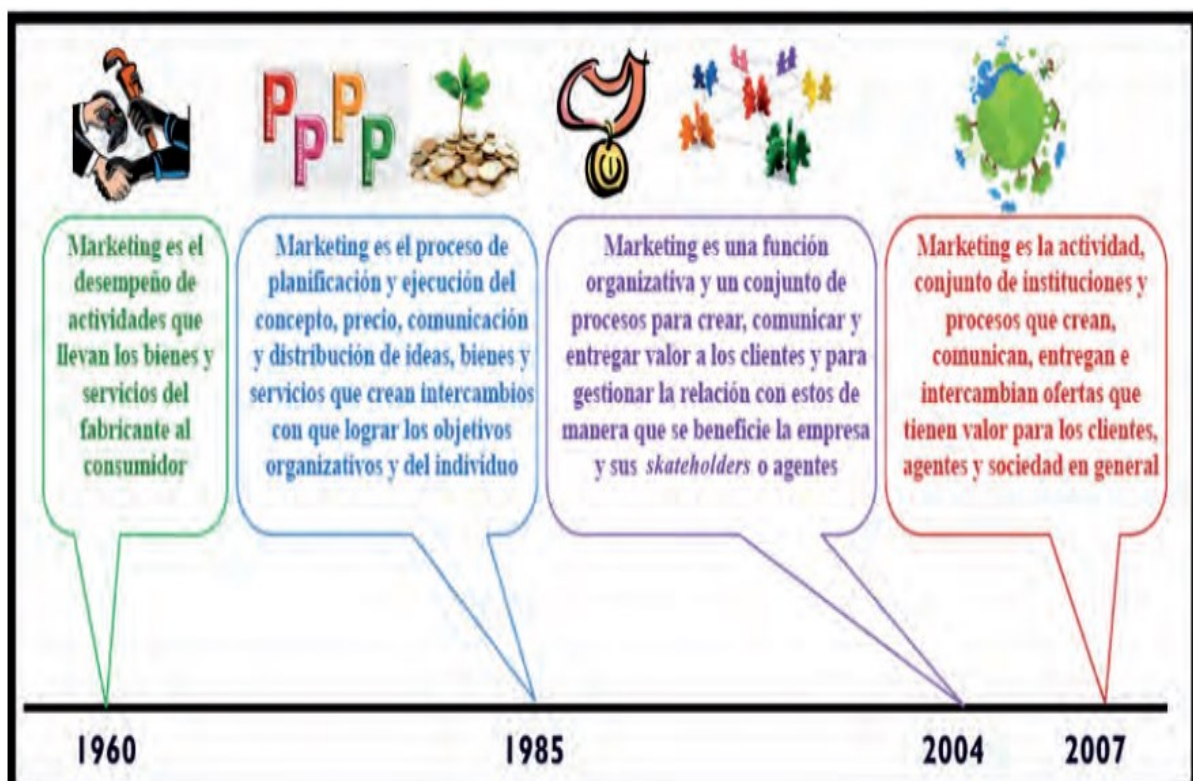 P P P P
Marketing es el
desempeño de
actividades que
llevan los bienes y
servicios del
fabricante al
consumidor
Marketing es el proceso de
planificación y ejecución del
concepto, precio, comunicación
y distribución de ideas, bienes y
servicios que crean intercambios
con que lograr los objetivos
organizativos y del individuo
Marketing es una función
organizativa y un conjunto de
procesos para crear, comunicar y
entregar valor a los clientes y para
gestionar la relación con estos de
manera que se beneficie la empresa
y sus skateholders o agentes
Marketing es la actividad,
conjunto de instituciones y
procesos que crean,
comunican, entregan e
intercambian ofertas que
tienen valor para los clientes,
agentes y sociedad en general
1960 1985 2004 2007